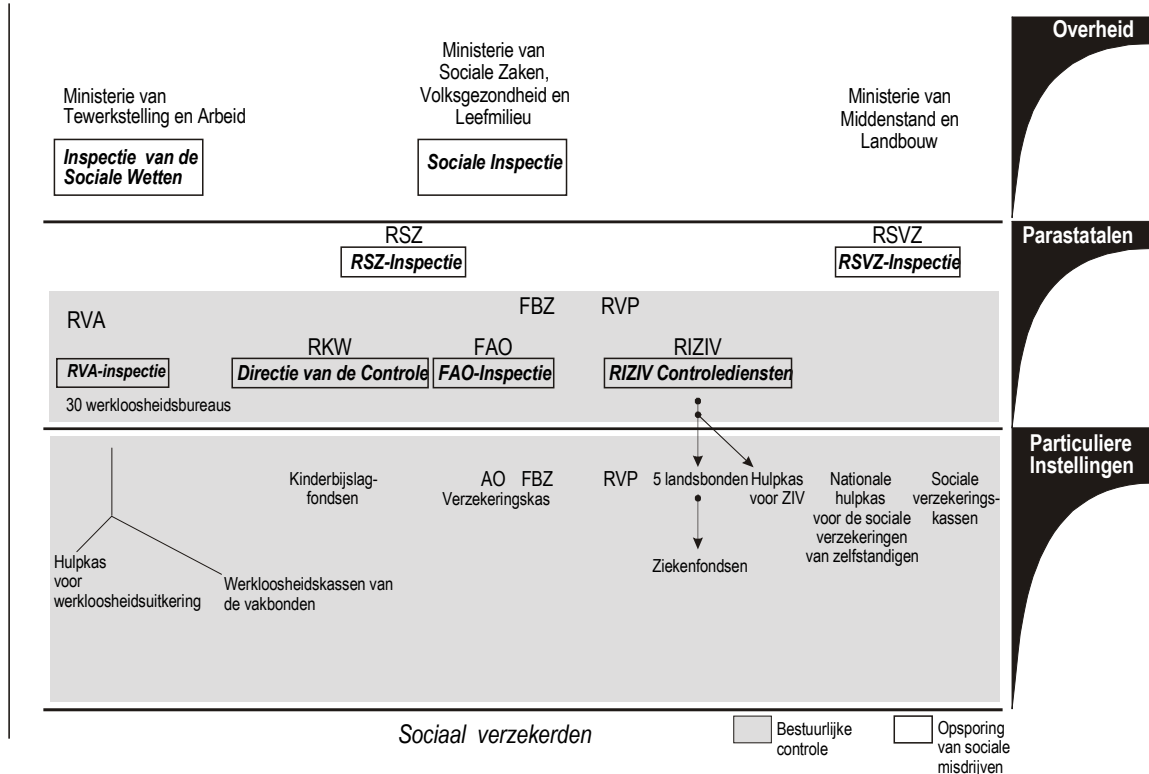 Overheid
Ministerie van
Tewerkstelling en Arbeid
Inspectie van de
Sociale Wetten
Ministerie van
Sociale Zaken,
Volksgezondheid en
Leefmilieu
Sociale Inspectie
Ministerie van
Middenstand en
Landbouw
Parastatalen
RSZ
RSZ-Inspectie
RSVZ
RSVZ-Inspectie
FBZ
RVP
RVA
RVA-inspectie
30 werkloosheidsbureaus
RKW
Directie van de Controle
FAO
FAO-Inspectie
RIZIV
RIZIV Controlediensten
Particuliere
Instellingen
Hulpkas
voor
werkloosheidsuitkering
Werkloosheidskassen van
de vakbonden
Kinderbijslag-
fondsen
AO FBZ
Verzekeringskas
RVP
5 landsbonden
Ziekenfondsen
Hulpkas
voor ZIV
Nationale
hulpkas
voor de sociale
verzekeringen
van zelfstandigen
Sociale
verzekerings-
kassen
Sociaal verzekerden
Bestuurlijke
controle
Opsporing
van sociale
misdrijven